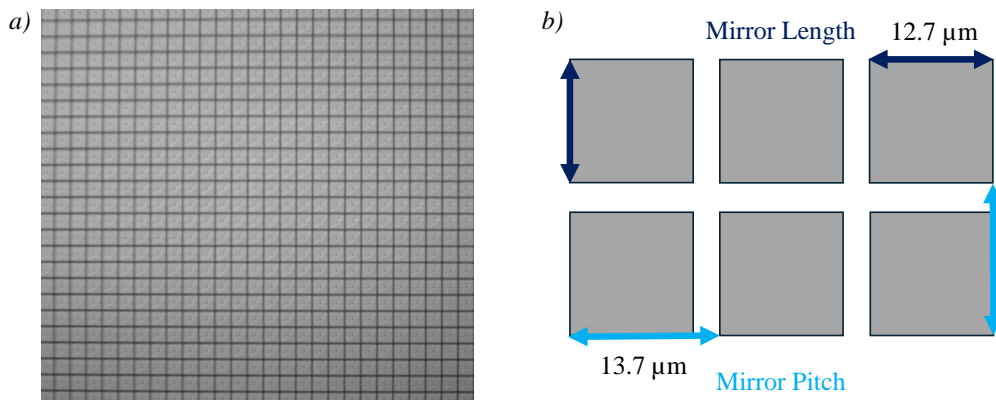 a)
b)
Mirror Length
12.7 µm
13.7 µm
Mirror Pitch